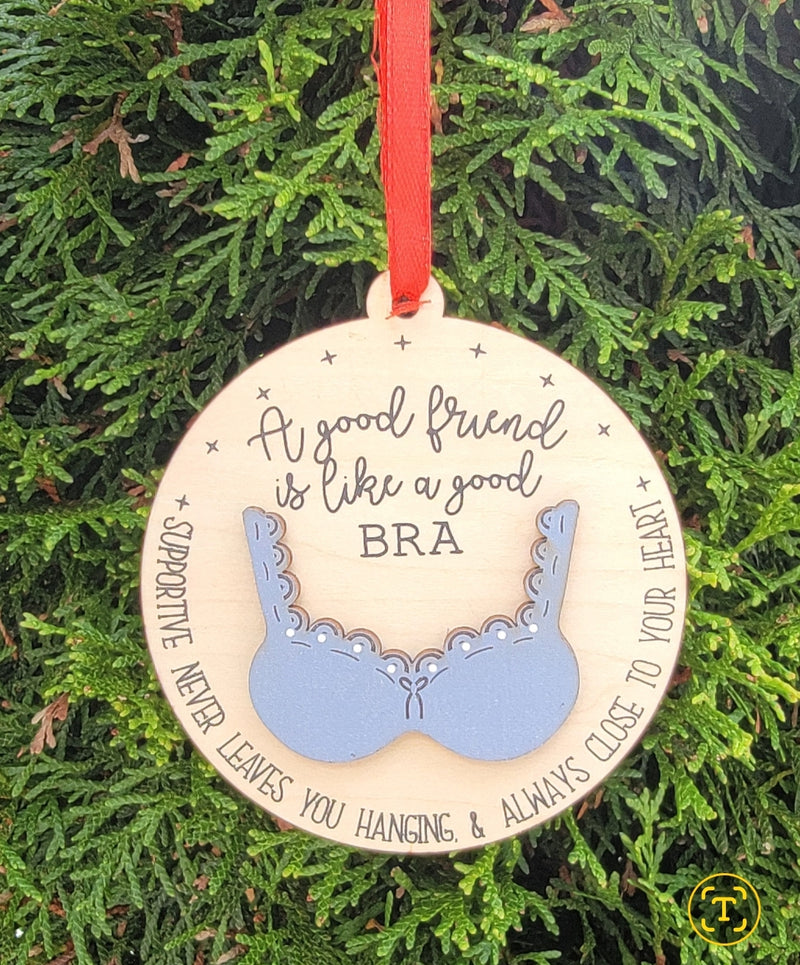 A good friend
is like a good
BRA
SUPPORTIVE NEVER LEAVES YOU HANGING, & ALWAYS CLOSE TO YOUR HEART
T